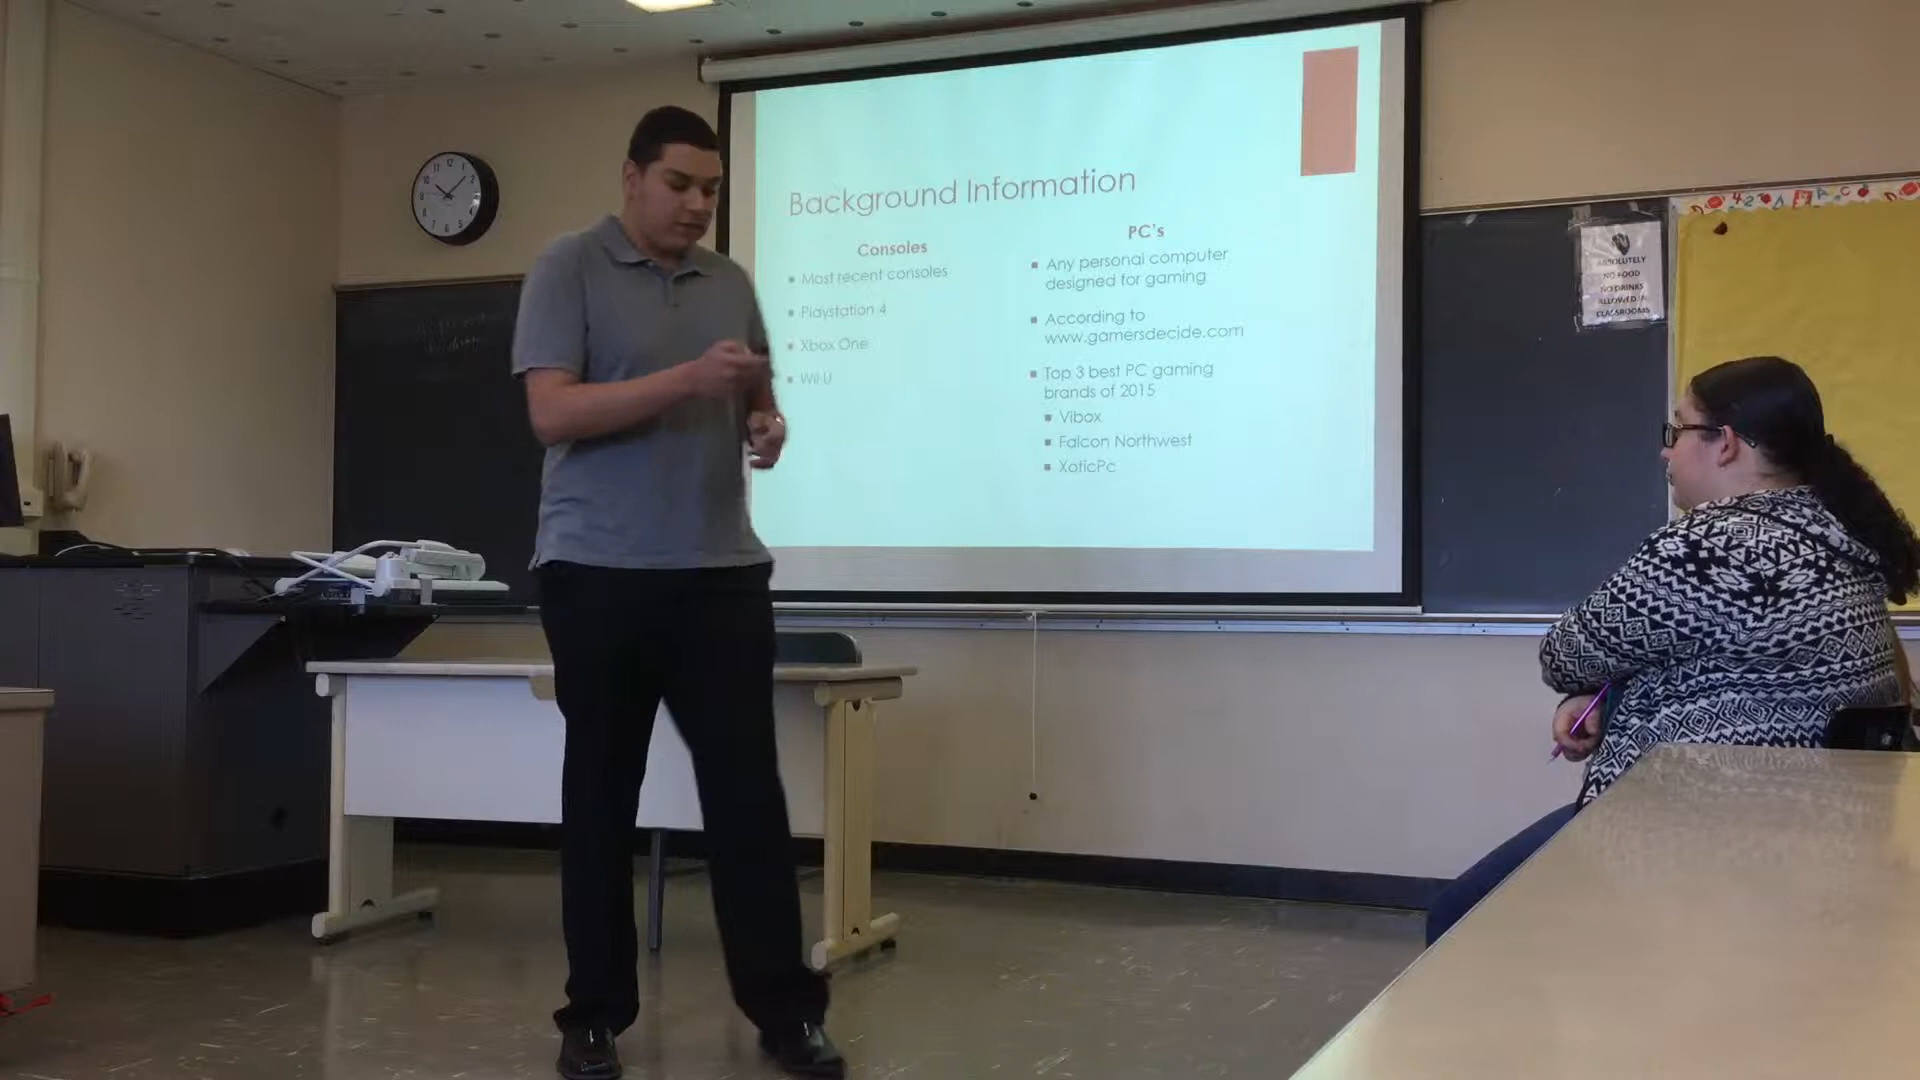 Background Information
Consoles
Most recent consoles
Playstation 4
Xbox One
Wii U
PC's
Any personal computer
designed for gaming
According to
www.gamersdecide.com
Top 3 best PC gaming
brands of 2015
Vibox
Falcon Northwest
XoticPc
ABSOLUTELY
NO FOOD
NO DRINKS
ALLOWED IN
CLASSROOMS